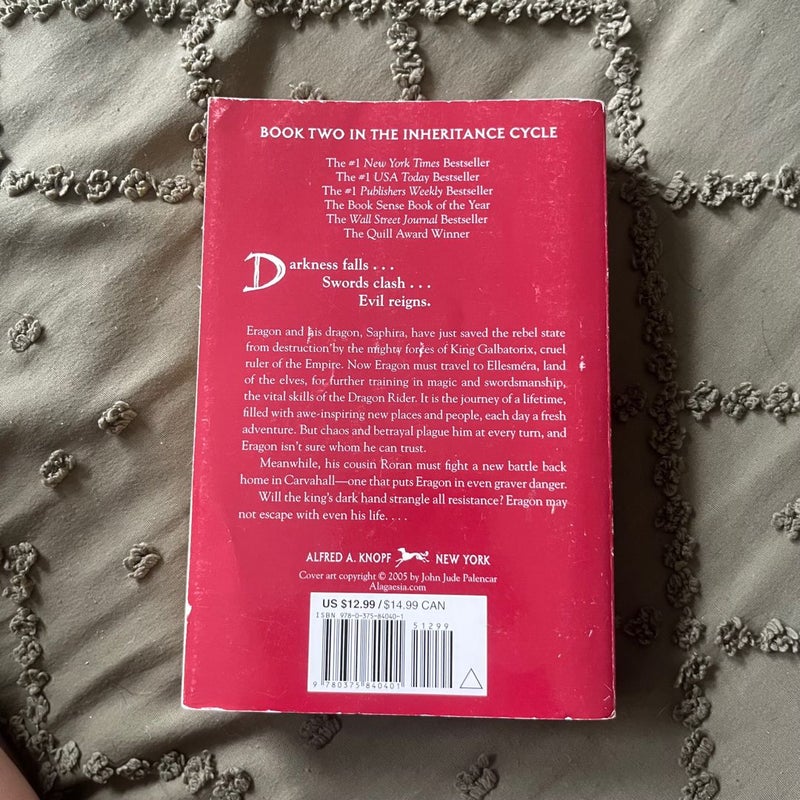 BOOK TWO IN THE INHERITANCE CYCLE
The #1 New York Times Bestseller
The #1 USA Today Bestseller
The #1 Publishers Weekly Bestseller
The Book Sense Book of the Year
The Wall Street Journal Bestseller
The Quill Award Winner
Darkness falls . . .
Swords clash . . .
Evil reigns.
Eragon and his dragon, Saphira, have just saved the rebel state
from destruction by the mighty forces of King Galbatorix, cruel
ruler of the Empire. Now Eragon must travel to Ellesméra, land
of the elves, for further training in magic and swordsmanship,
the vital skills of the Dragon Rider. It is the journey of a lifetime,
filled with awe-inspiring new places and people, each day a fresh
adventure. But chaos and betrayal plague him at every turn, and
Eragon isn't sure whom he can trust.
Meanwhile, his cousin Roran must fight a new battle back
home in Carvahall—one that puts Eragon in even graver danger.
Will the king's dark hand strangle all resistance? Eragon may
not escape with even his life. . . .
ALFRED A. KNOPF NEW YORK
Cover art copyright © 2005 by John Jude Palencar
Alagaesia.com
US $12.99 / $14.99 CAN
ISBN 978-0-375-84040-1
51299
9 780375 840401